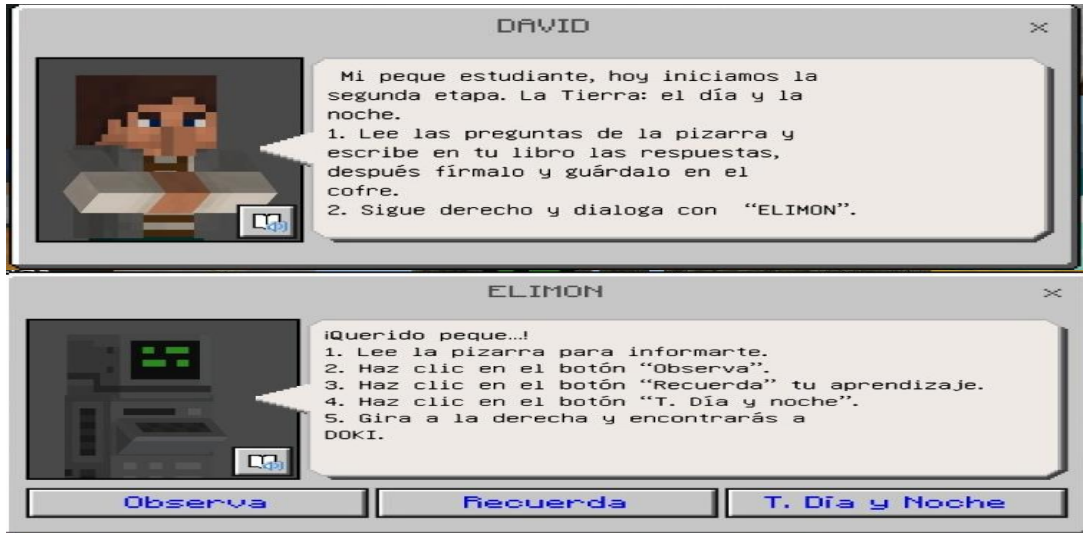 DAVID
Mi peque estudiante, hoy iniciamos la
segunda etapa. La Tierra: el día y la
noche.
1. Lee las preguntas de la pizarra y
escribe en tu libro las respuestas,
después fírmalo y guárdalo en el
cofre.
2. Sigue derecho y dialoga con “ELIMON”.
ELIMON
¡Querido peque…!
1. Lee la pizarra para informarte.
2. Haz clic en el botón “Observa”.
3. Haz clic en el botón “Recuerda” tu aprendizaje.
4. Haz clic en el botón “T. Día y noche”.
5. Gira a la derecha y encontrarás a
DOKI.
Observa
Recuerda
T. Día y Noche